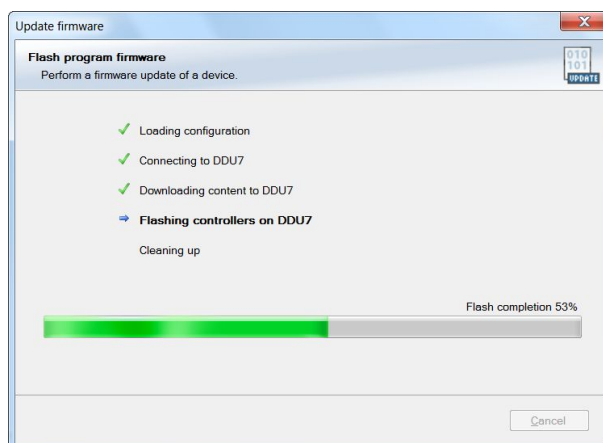 Update firmware
Flash program firmware
Perform a firmware update of a device.
010
101
UPDATE
Loading configuration
Connecting to DDU7
Downloading content to DDU7
Flashing controllers on DDU7
Cleaning up
Flash completion 53%
Cancel